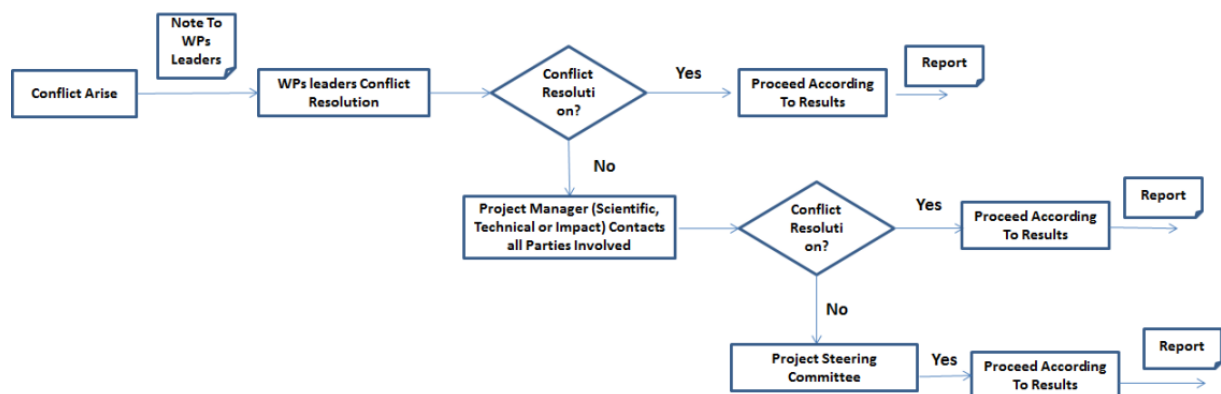 Note To
WPs
Leaders
Conflict Arise
WPs leaders Conflict
Resolution
Conflict
Resoluti
on?
Yes
Proceed According
To Results
Report
No
Project Manager (Scientific,
Technical or Impact) Contacts
all Parties Involved
Conflict
Resoluti
on?
Yes
Proceed According
To Results
Report
No
Project Steering
Committee
Yes
Proceed According
To Results
Report